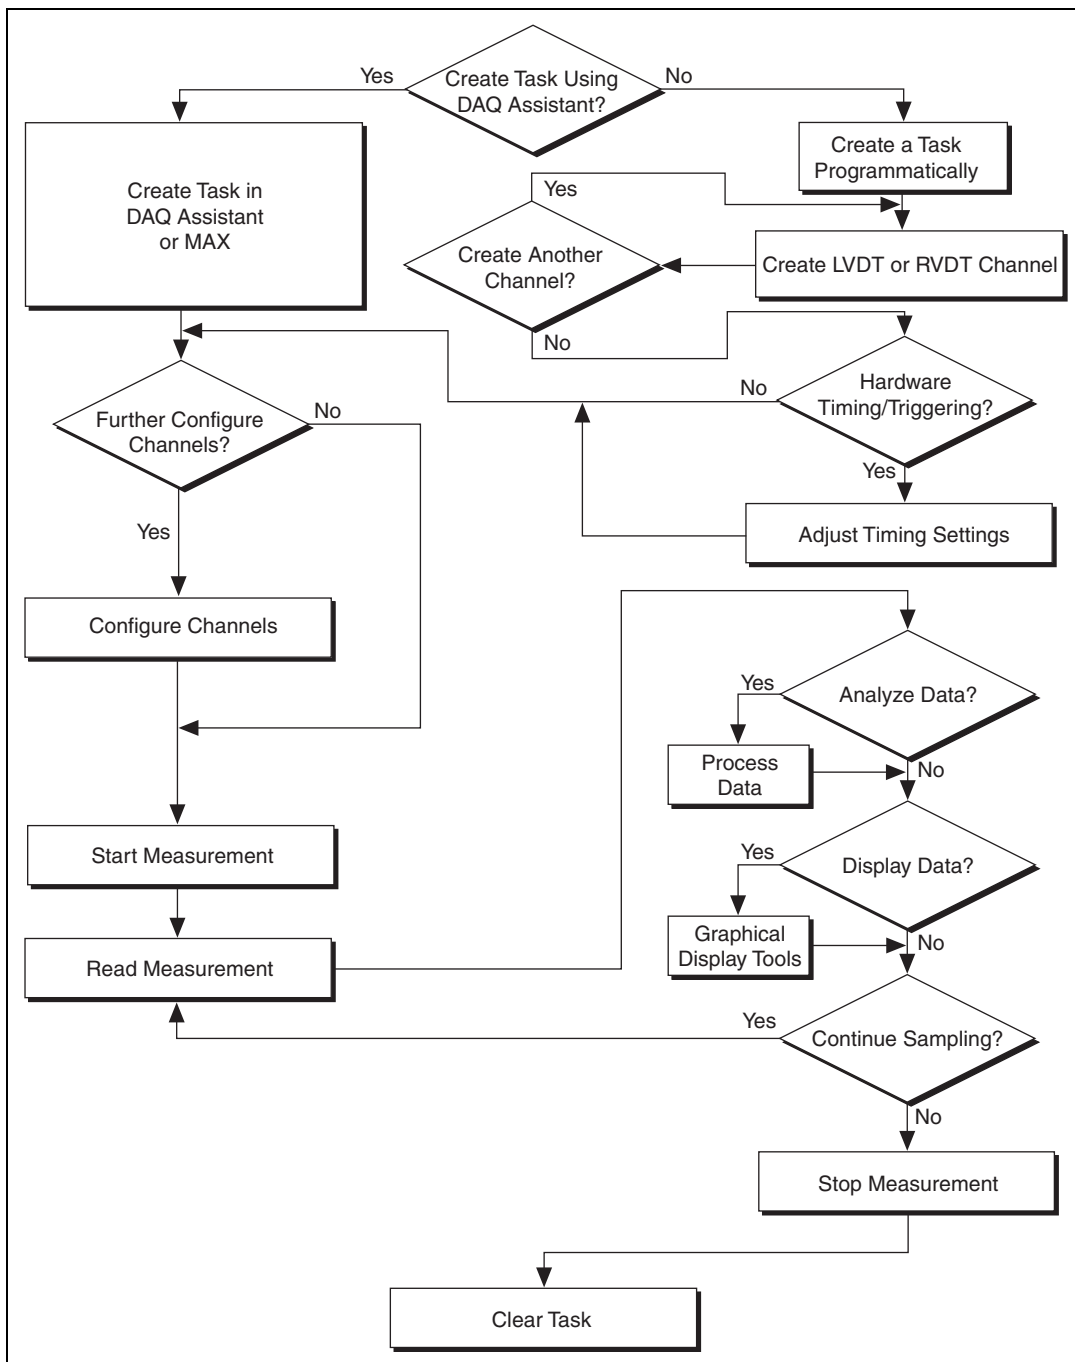 Create Task Using
DAQ Assistant?
Yes
No
Create Task in
DAQ Assistant
or MAX
Create a Task
Programmatically
Yes
Create Another
Channel?
Create LVDT or RVDT Channel
No
Hardware
Timing/Triggering?
No
Yes
Adjust Timing Settings
Further Configure
Channels?
No
Yes
Configure Channels
Start Measurement
Read Measurement
Analyze Data?
Yes
No
Process
Data
Display Data?
Yes
No
Graphical
Display Tools
Continue Sampling?
Yes
No
Stop Measurement
Clear Task